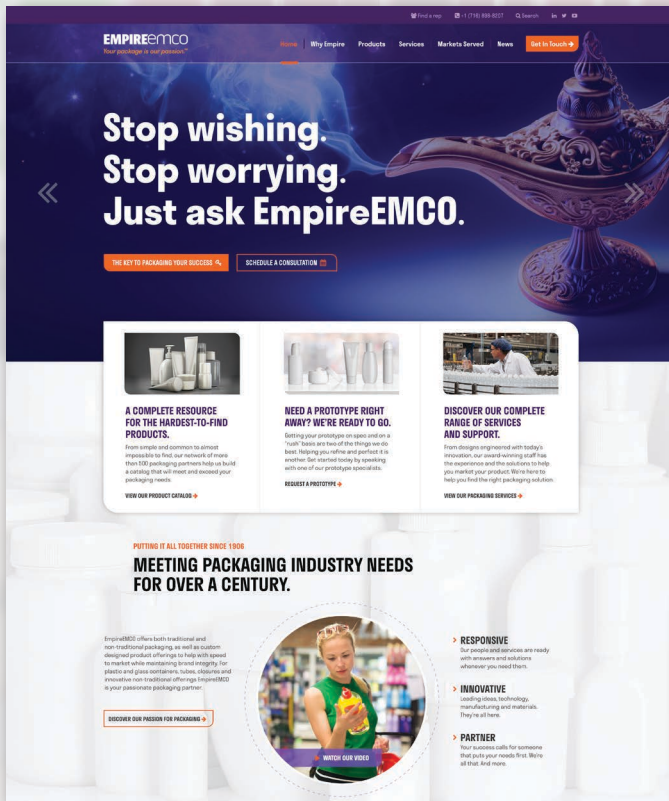 Find a rep
+1 (716) 898-8207
Search
EMPIREemco
Your package is our passion.™
Home
Why Empire
Products
Services
Markets Served
News
Get In Touch
Stop wishing.
Stop worrying.
Just ask EmpireEMCO.
THE KEY TO PACKAGING YOUR SUCCESS
SCHEDULE A CONSULTATION
A COMPLETE RESOURCE
FOR THE HARDEST-TO-FIND
PRODUCTS.
From simple and common to almost
impossible to find, our network of more
than 500 packaging partners help us build
a catalog that will meet and exceed your
packaging needs.
VIEW OUR PRODUCT CATALOG
NEED A PROTOTYPE RIGHT
AWAY? WE'RE READY TO GO.
Getting your prototype on spec and on a
"rush" basis are two of the things we do
best. Helping you refine and perfect it is
another. Get started today by speaking
with one of our prototype specialists.
REQUEST A PROTOTYPE
DISCOVER OUR COMPLETE
RANGE OF SERVICES
AND SUPPORT.
From designs engineered with today's
innovation, our award-winning staff has
the experience and the solutions to help
you market your product. We're here to
help you find the right packaging solution.
VIEW OUR PACKAGING SERVICES
PUTTING IT ALL TOGETHER SINCE 1906
MEETING PACKAGING INDUSTRY NEEDS
FOR OVER A CENTURY.
EmpireEMCO offers both traditional and
non-traditional packaging, as well as custom
designed product offerings to help with speed
to market while maintaining brand integrity. For
plastic and glass containers, tubes, closures and
innovative non-traditional offerings EmpireEMCO
is your passionate packaging partner.
DISCOVER OUR PASSION FOR PACKAGING
WATCH OUR VIDEO
RESPONSIVE
Our people and services are ready
with answers and solutions
whenever you need them.
INNOVATIVE
Leading ideas, technology,
manufacturing and materials.
They're all here.
PARTNER
Your success calls for someone
that puts your needs first. We're
all that. And more.